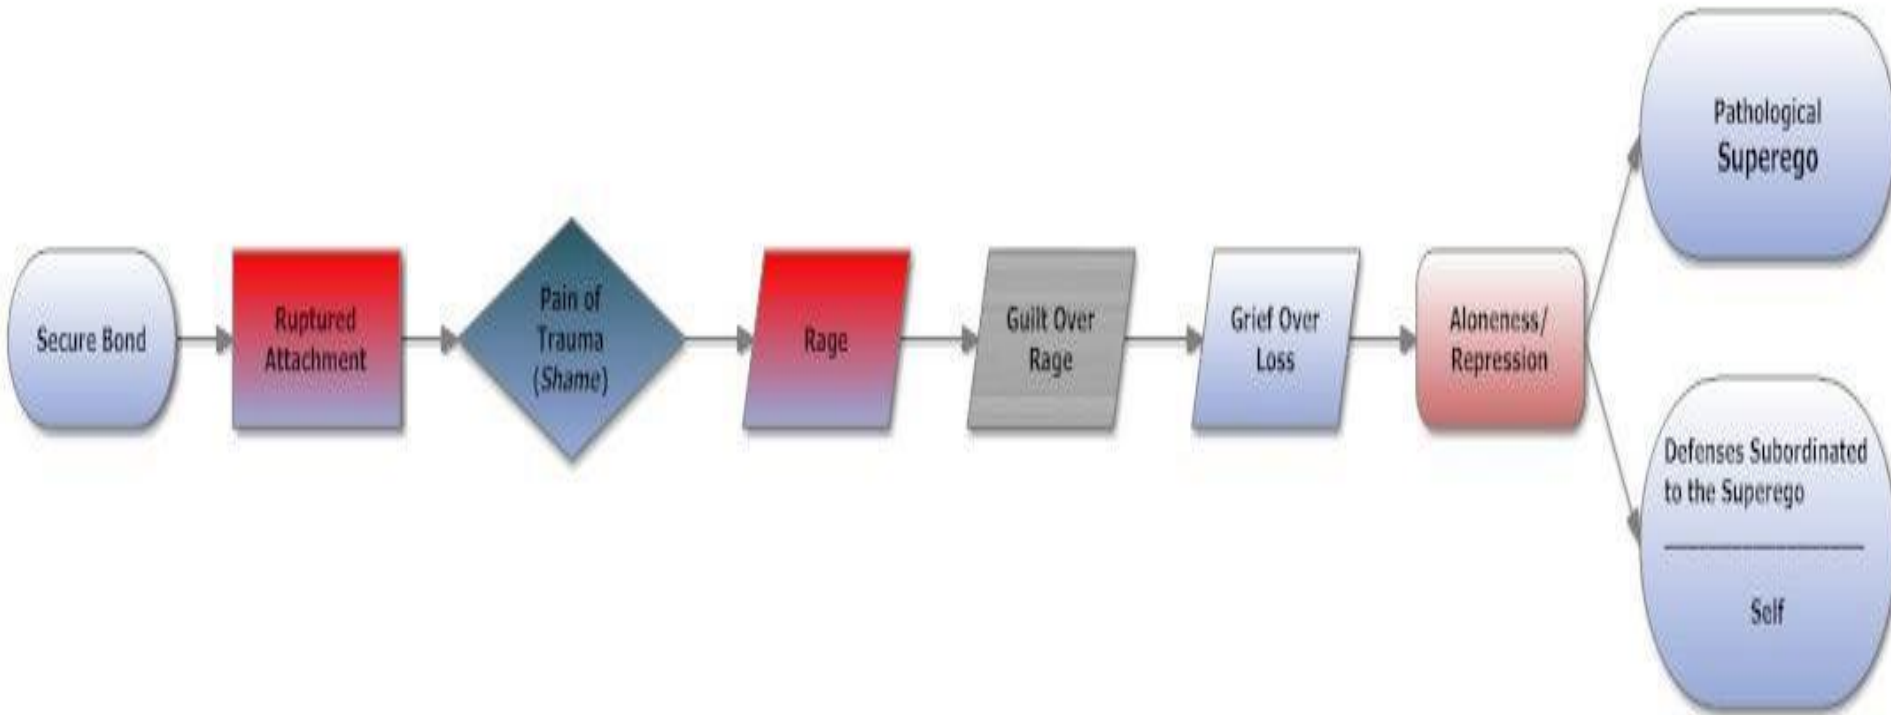 Secure Bond
Ruptured
Attachment
Pain of
Trauma
(Shame)
Rage
Guilt Over
Rage
Grief Over
Loss
Aloneness/
Repression
Pathological
Superego
Defenses Subordinated
to the Superego
Self